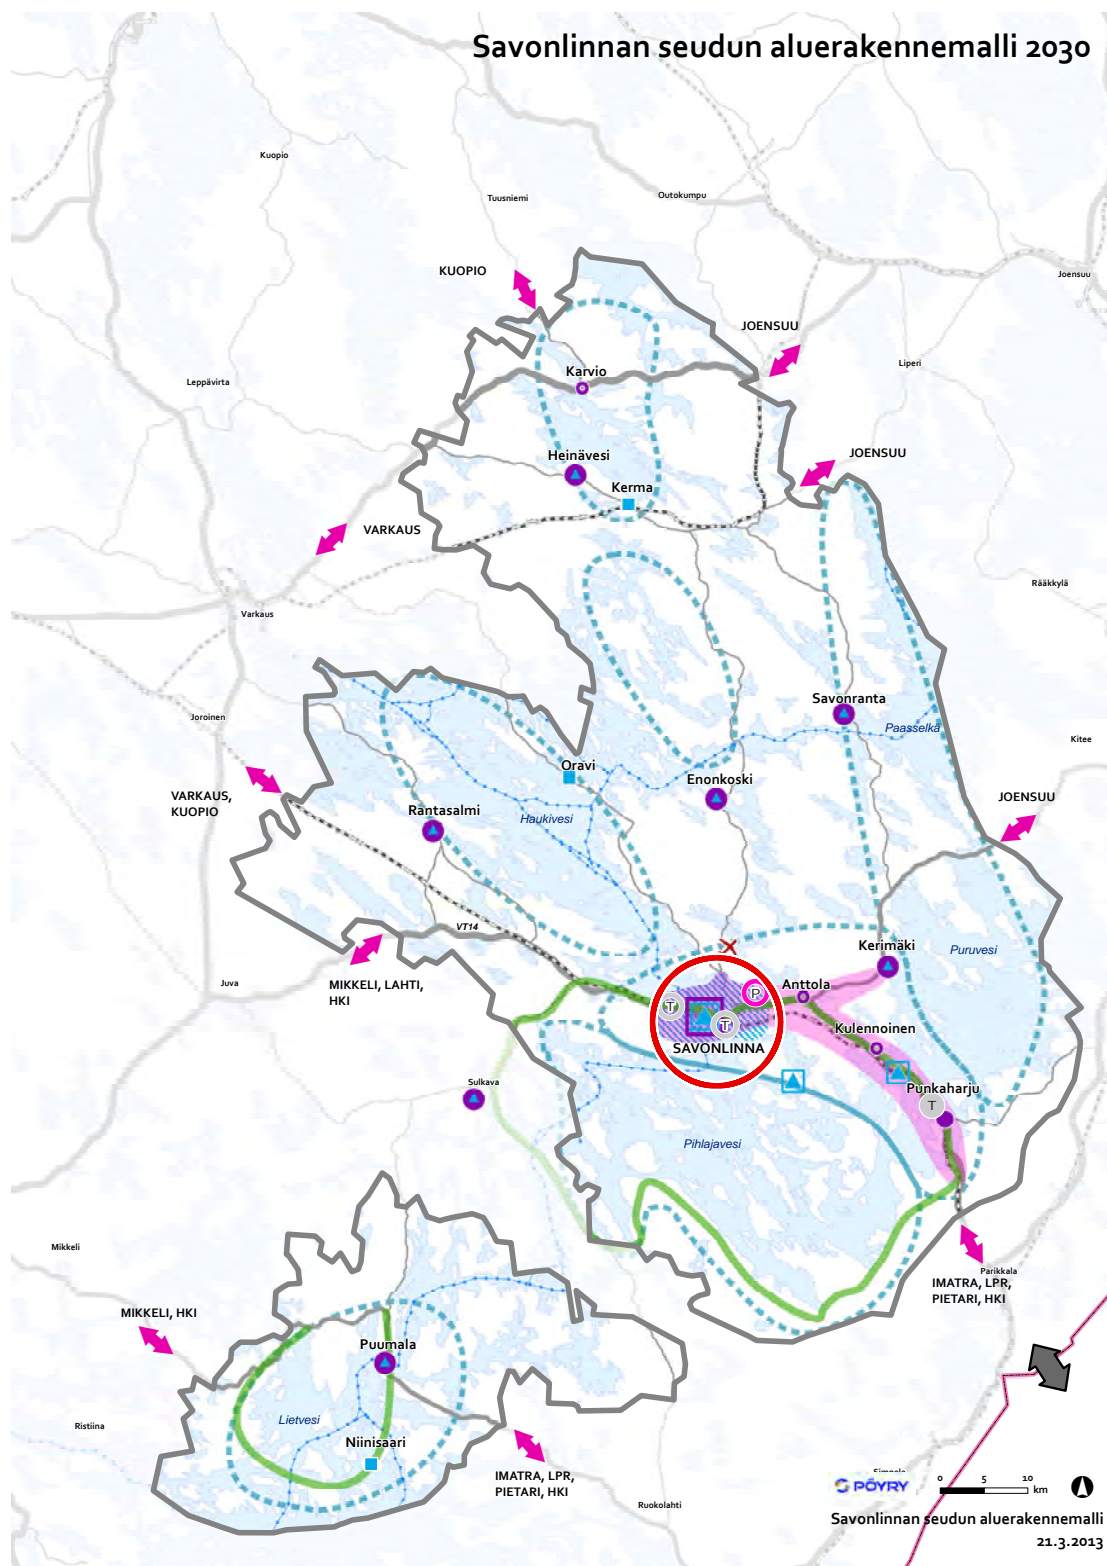 Savonlinnan seudun aluerakennemalli 2030
Kuopio
Tuusniemi
Outokumpu
Joensuu
KUOPIO
JOENSUU
Liperi
Karvio
Leppävirta
Heinävesi
JOENSUU
Kerma
VARKAUS
Rääkkylä
Varkaus
Savonranta
Joroinen
Paasselkä
Kitee
Oravi
Enonkoski
VARKAUS,
KUOPIO
JOENSUU
Rantasalmi
Haukivesi
VT14
Kerimäki
Puruvesi
Juva
MIKKELI, LAHTI,
HKI
Anttola
P
T
T
Kulennoinen
SAVONLINNA
Sulkava
Punkaharju
T
Pihlajavesi
Mikkeli
Parikkala
IMATRA, LPR,
PIETARI, HKI
MIKKELI, HKI
Puumala
Lietvesi
Ristiina
Niinisaari
IMATRA, LPR,
PIETARI, HKI
Ruokolahti
PÖYRY
0 5 10
km
Savonlinnan seudun aluerakennemalli
21.3.2013